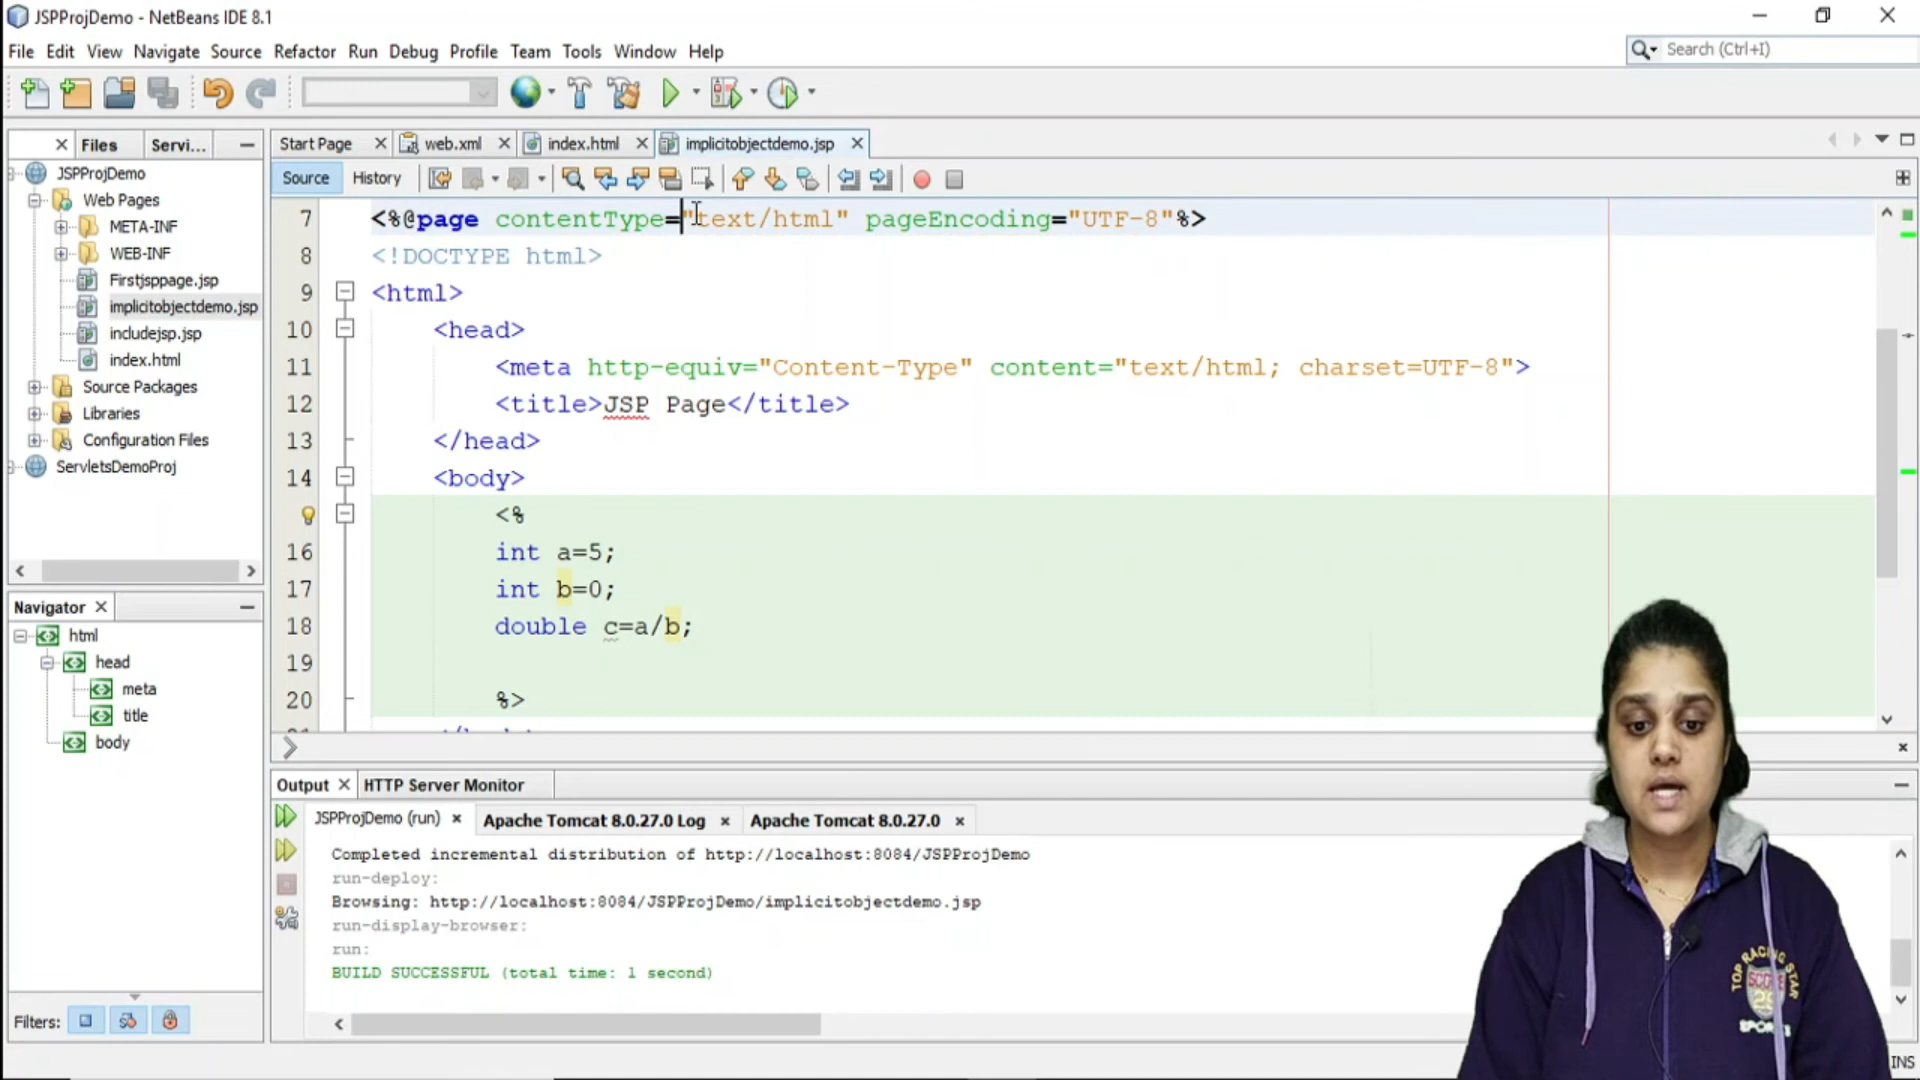 JSPProjDemo - NetBeans IDE 8.1
File Edit View Navigate Source Refactor Run Debug Profile Team Tools Window Help
Search (Ctrl+I)
Files Servi...
JSPProjDemo
Web Pages
META-INF
WEB-INF
Firstjsppage.jsp
implicitobjectdemo.jsp
includejsp.jsp
index.html
Source Packages
Libraries
Configuration Files
ServletsDemoProj
Navigator
html
head
meta
title
body
Filters:
Start Page web.xml index.html implicitobjectdemo.jsp
Source History
7 <%@page contentType="text/html" pageEncoding="UTF-8"%>
8 <!DOCTYPE html>
9 <html>
10 <head>
11 <meta http-equiv="Content-Type" content="text/html; charset=UTF-8">
12 <title>JSP Page</title>
13 </head>
14 <body>
<%
16 int a=5;
17 int b=0;
18 double c=a/b;
19
20 %>
Output HTTP Server Monitor
JSPProjDemo (run) Apache Tomcat 8.0.27.0 Log Apache Tomcat 8.0.27.0
Completed incremental distribution of http://localhost:8084/JSPProjDemo
run-deploy:
Browsing: http://localhost:8084/JSPProjDemo/implicitobjectdemo.jsp
run-display-browser:
run:
BUILD SUCCESSFUL (total time: 1 second)
INS
TOP RACING STAR
SPORTS